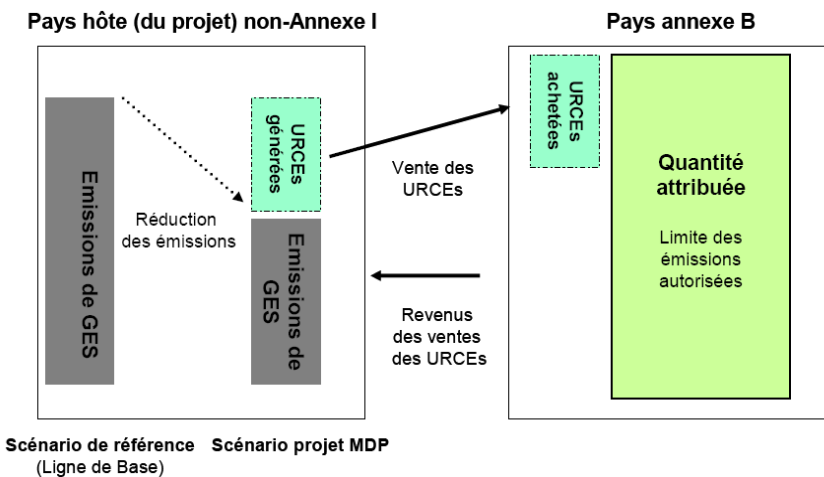 Pays hôte (du projet) non-Annexe I
Pays annexe B
Emissions de GES
Réduction
des émissions
URCEs
générées
Emissions de
GES
Vente des
URCEs
Revenus
des ventes
des URCEs
URCEs
achetées
Quantité
attribuée
Limite des
émissions
autorisées
Scénario de référence
(Ligne de Base)
Scénario projet MDP